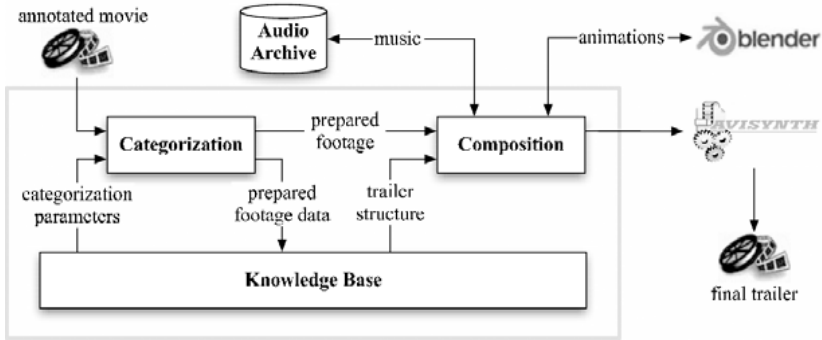 annotated movie
Audio
Archive
music
animations
blender
Categorization
prepared
footage
Composition
AVISYNTH
categorization
parameters
prepared
footage data
trailer
structure
Knowledge Base
final trailer